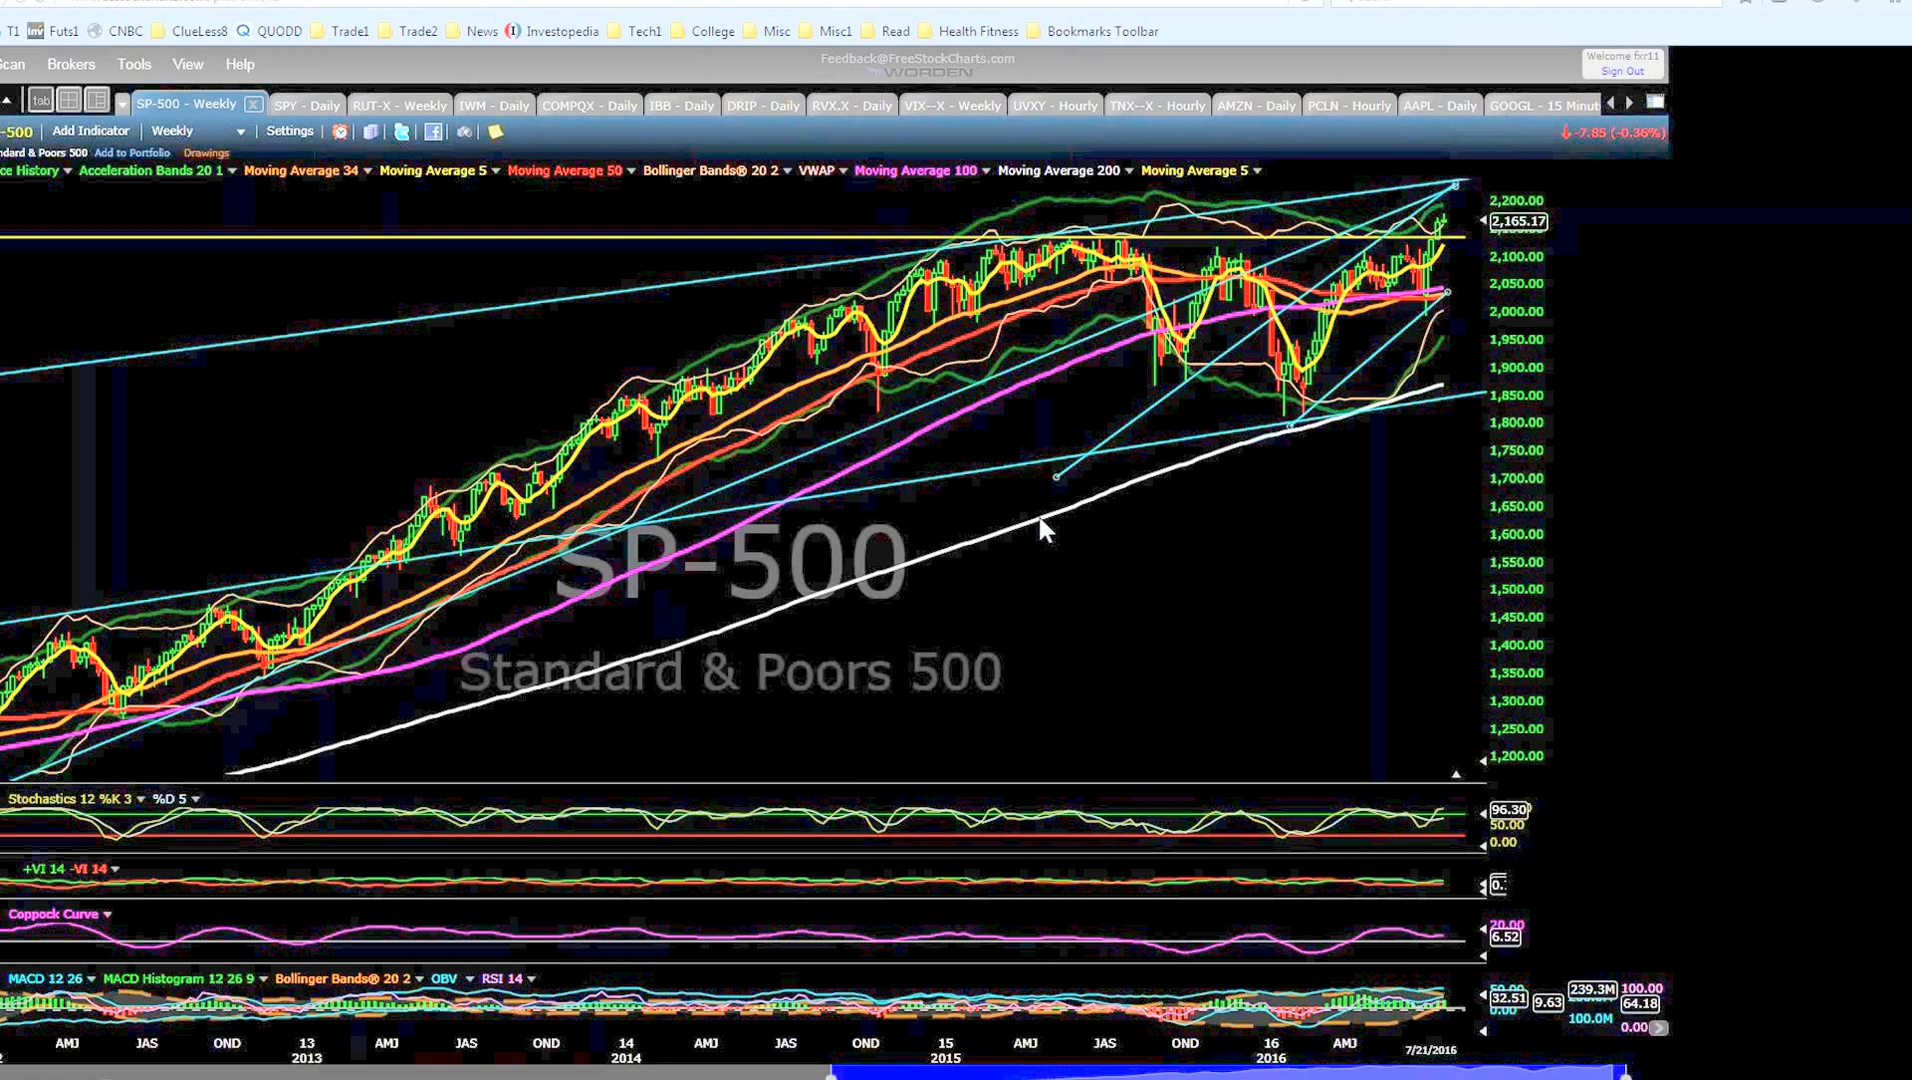 T1 Futs1 CNBC ClueLess8 QUODD Trade1 Trade2 News Investopedia Tech1 College Misc Misc1 Read Health Fitness Bookmarks Toolbar
Feedback@FreeStockCharts.com
WORDEN
Welcome fxr11
Sign Out
can Brokers Tools View Help
tab SP-500 - Weekly x SPY - Daily RUT-X - Weekly IWM - Daily COMPQX - Daily IBB - Daily DRIP - Daily RVX.X - Daily VIX--X - Weekly UVXY - Hourly TNX--X - Hourly AMZN - Daily PCLN - Hourly AAPL - Daily GOOGL - 15 Minut
-500 Add Indicator Weekly Settings -7.85 (-0.36%)
ndard & Poors 500 Add to Portfolio Drawings
ce History Acceleration Bands 20 1 Moving Average 34 Moving Average 5 Moving Average 50 Bollinger Bands® 20 2 VWAP Moving Average 100 Moving Average 200 Moving Average 5
2,200.00
2,165.17
2,100.00
2,050.00
2,000.00
1,950.00
1,900.00
1,850.00
1,800.00
1,750.00
1,700.00
1,650.00
1,600.00
1,550.00
1,500.00
1,450.00
1,400.00
1,350.00
1,300.00
1,250.00
1,200.00
SP-500
Standard & Poors 500
Stochastics 12 %K 3 %D 5
96.30
50.00
0.00
+VI 14 -VI 14
Coppock Curve
20.00
6.52
MACD 12 26 MACD Histogram 12 26 9 Bollinger Bands® 20 2 OBV RSI 14
32.51 9.63 239.3M 100.00
0.00 100.0M 64.18
0.00
AMJ JAS OND 13 AMJ JAS OND 14 AMJ JAS OND 15 AMJ JAS OND 16 AMJ
2 2013 2014 2015 2016 7/21/2016